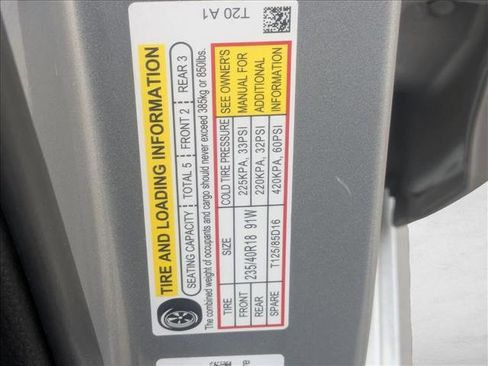 T20 A1
TIRE AND LOADING INFORMATION
SEATING CAPACITY TOTAL 5 FRONT 2 REAR 3
The combined weight of occupants and cargo should never exceed 385kg or 850lbs.
TIRE SIZE COLD TIRE PRESSURE SEE OWNER'S
FRONT 235/40R18 91W 225KPA, 33PSI MANUAL FOR
REAR 220KPA, 32PSI ADDITIONAL
SPARE T125/85D16 420KPA, 60PSI INFORMATION